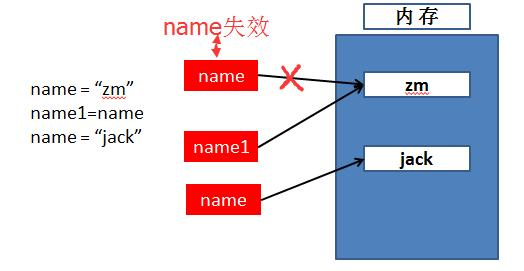 name失效
内存
name
zm
name = “zm”
name1=name
name = “jack”
name1
jack
name